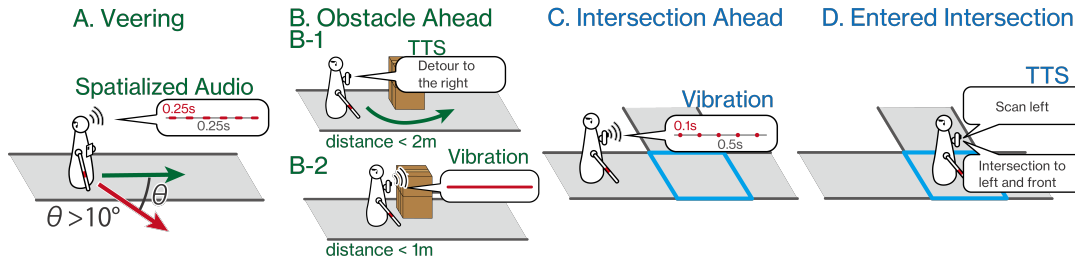 A. Veering
Spatialized Audio
0.25s
0.25s
θ
θ >10°
B. Obstacle Ahead
B-1
TTS
Detour to
the right
distance < 2m
B-2
Vibration
distance < 1m
C. Intersection Ahead
Vibration
0.1s
0.5s
D. Entered Intersection
TTS
Scan left
Intersection to
left and front